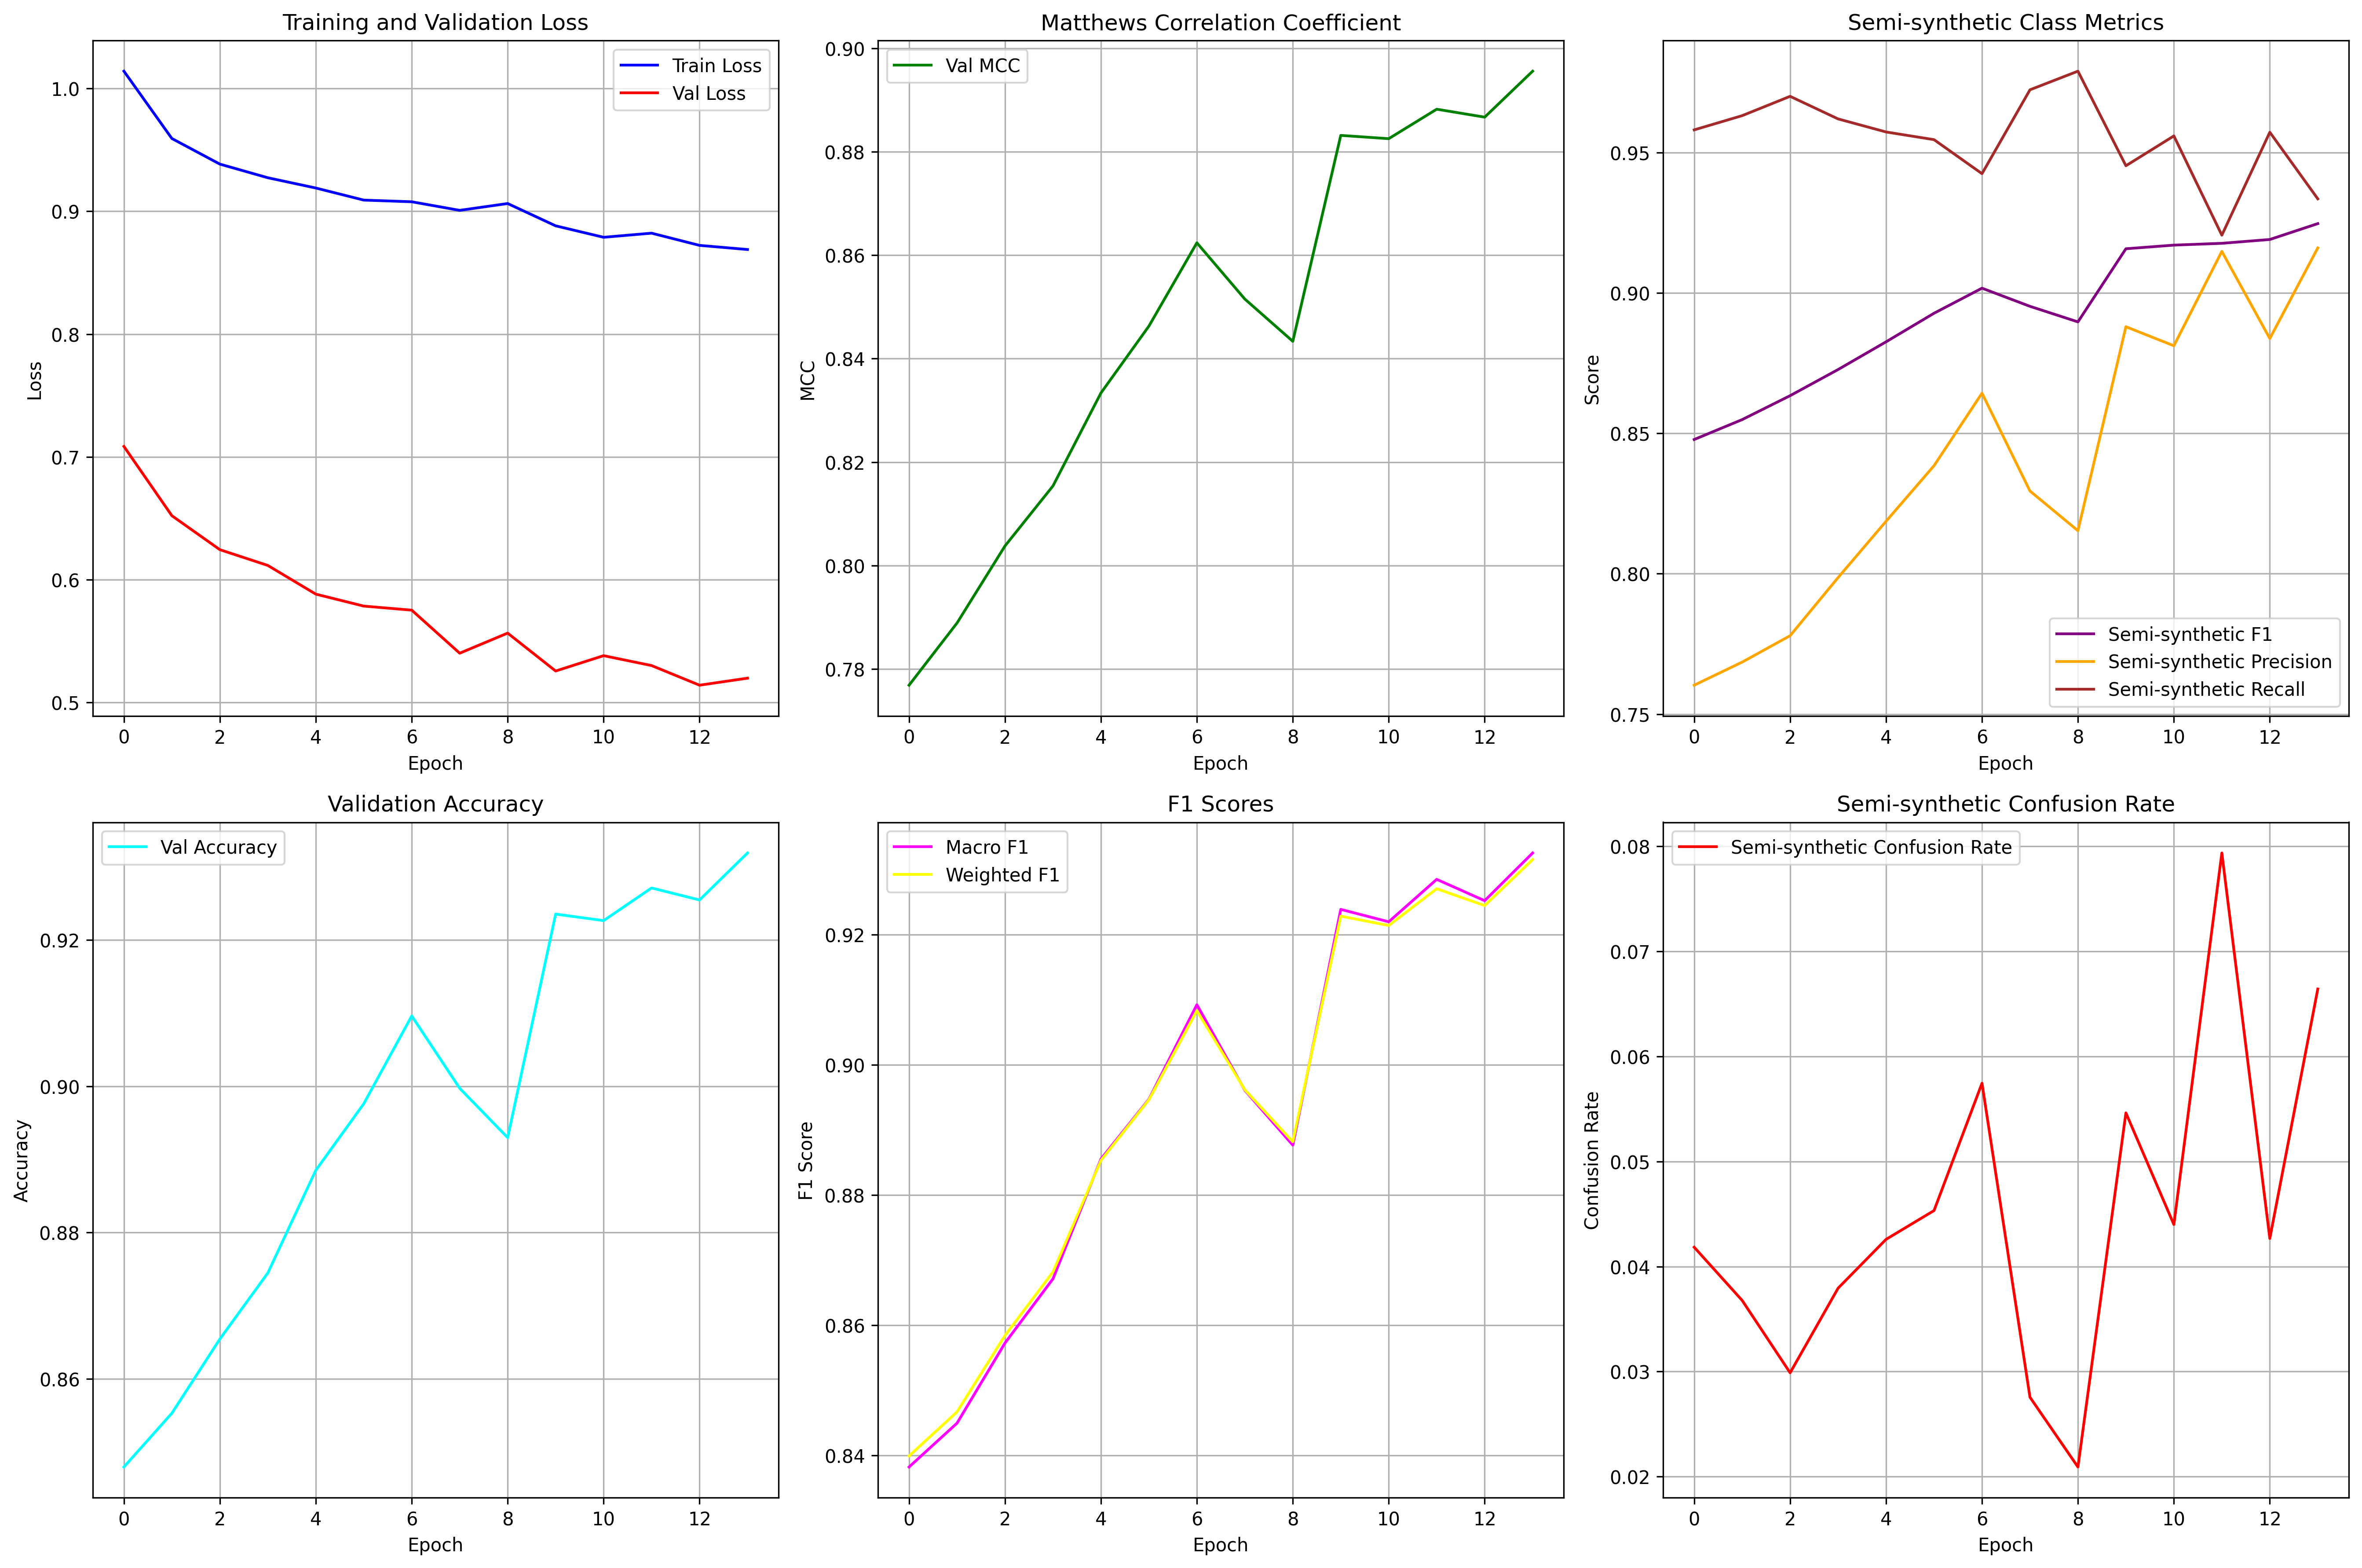 Training and Validation Loss
Train Loss
Val Loss
1.0
0.9
0.8
0.7
0.6
0.5
Loss
0 2 4 6 8 10 12
Epoch
Matthews Correlation Coefficient
Val MCC
0.90
0.88
0.86
0.84
0.82
0.80
0.78
MCC
0 2 4 6 8 10 12
Epoch
Semi-synthetic Class Metrics
0.95
0.90
0.85
0.80
0.75
Score
Semi-synthetic F1
Semi-synthetic Precision
Semi-synthetic Recall
0 2 4 6 8 10 12
Epoch
Validation Accuracy
Val Accuracy
0.92
0.90
0.88
0.86
Accuracy
0 2 4 6 8 10 12
Epoch
F1 Scores
Macro F1
Weighted F1
0.92
0.90
0.88
0.86
0.84
F1 Score
0 2 4 6 8 10 12
Epoch
Semi-synthetic Confusion Rate
Semi-synthetic Confusion Rate
0.08
0.07
0.06
0.05
0.04
0.03
0.02
Confusion Rate
0 2 4 6 8 10 12
Epoch